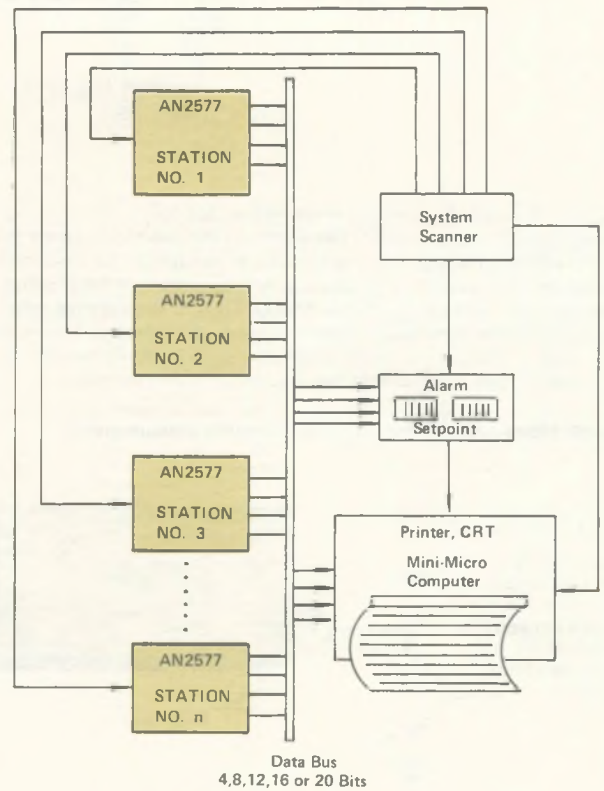 AN2577
STATION
NO. 1
System
Scanner
AN2577
STATION
NO. 2
Alarm
Setpoint
AN2577
STATION
NO. 3
Printer, CRT
Mini-Micro
Computer
AN2577
STATION
NO. n
Data Bus
4,8,12,16 or 20 Bits